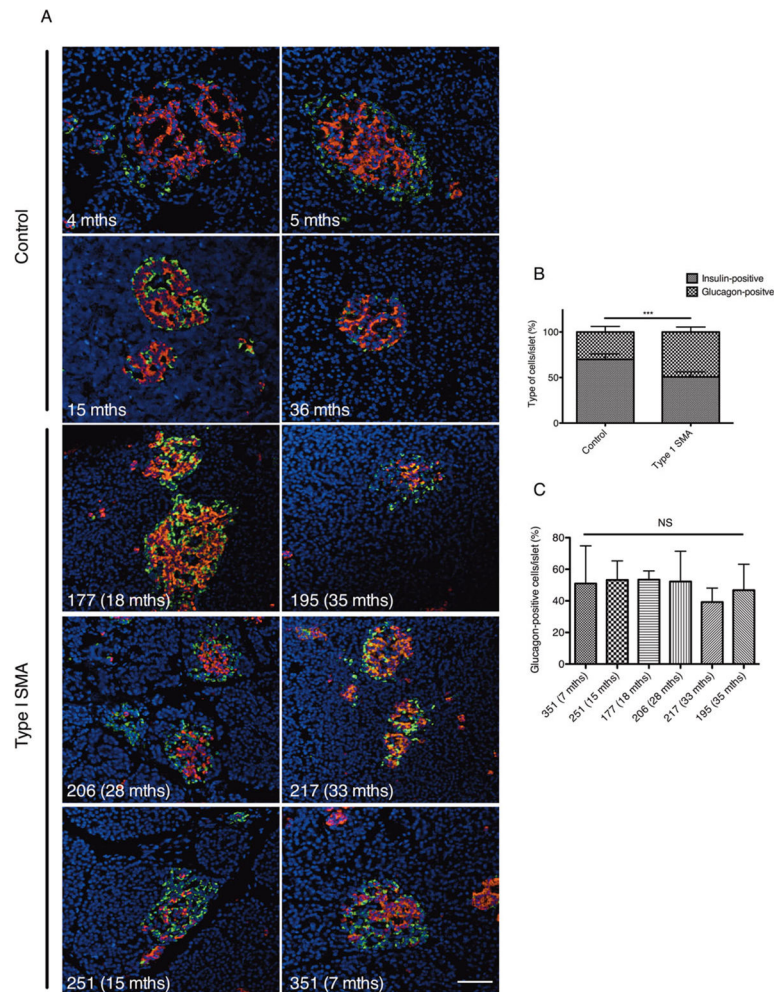 A
Control
4 mths
5 mths
15 mths
36 mths
Type I SMA
177 (18 mths)
195 (35 mths)
206 (28 mths)
217 (33 mths)
251 (15 mths)
351 (7 mths)
B
Insulin-positive
Glucagon-positve
Type of cells/islet (%)
100
50
0
***
Control
Type 1 SMA
C
Glucagon-positive cells/islet (%)
80
60
40
20
0
NS
351 (7 mths)
251 (15 mths)
177 (18 mths)
206 (28 mths)
217 (33 mths)
195 (35 mths)